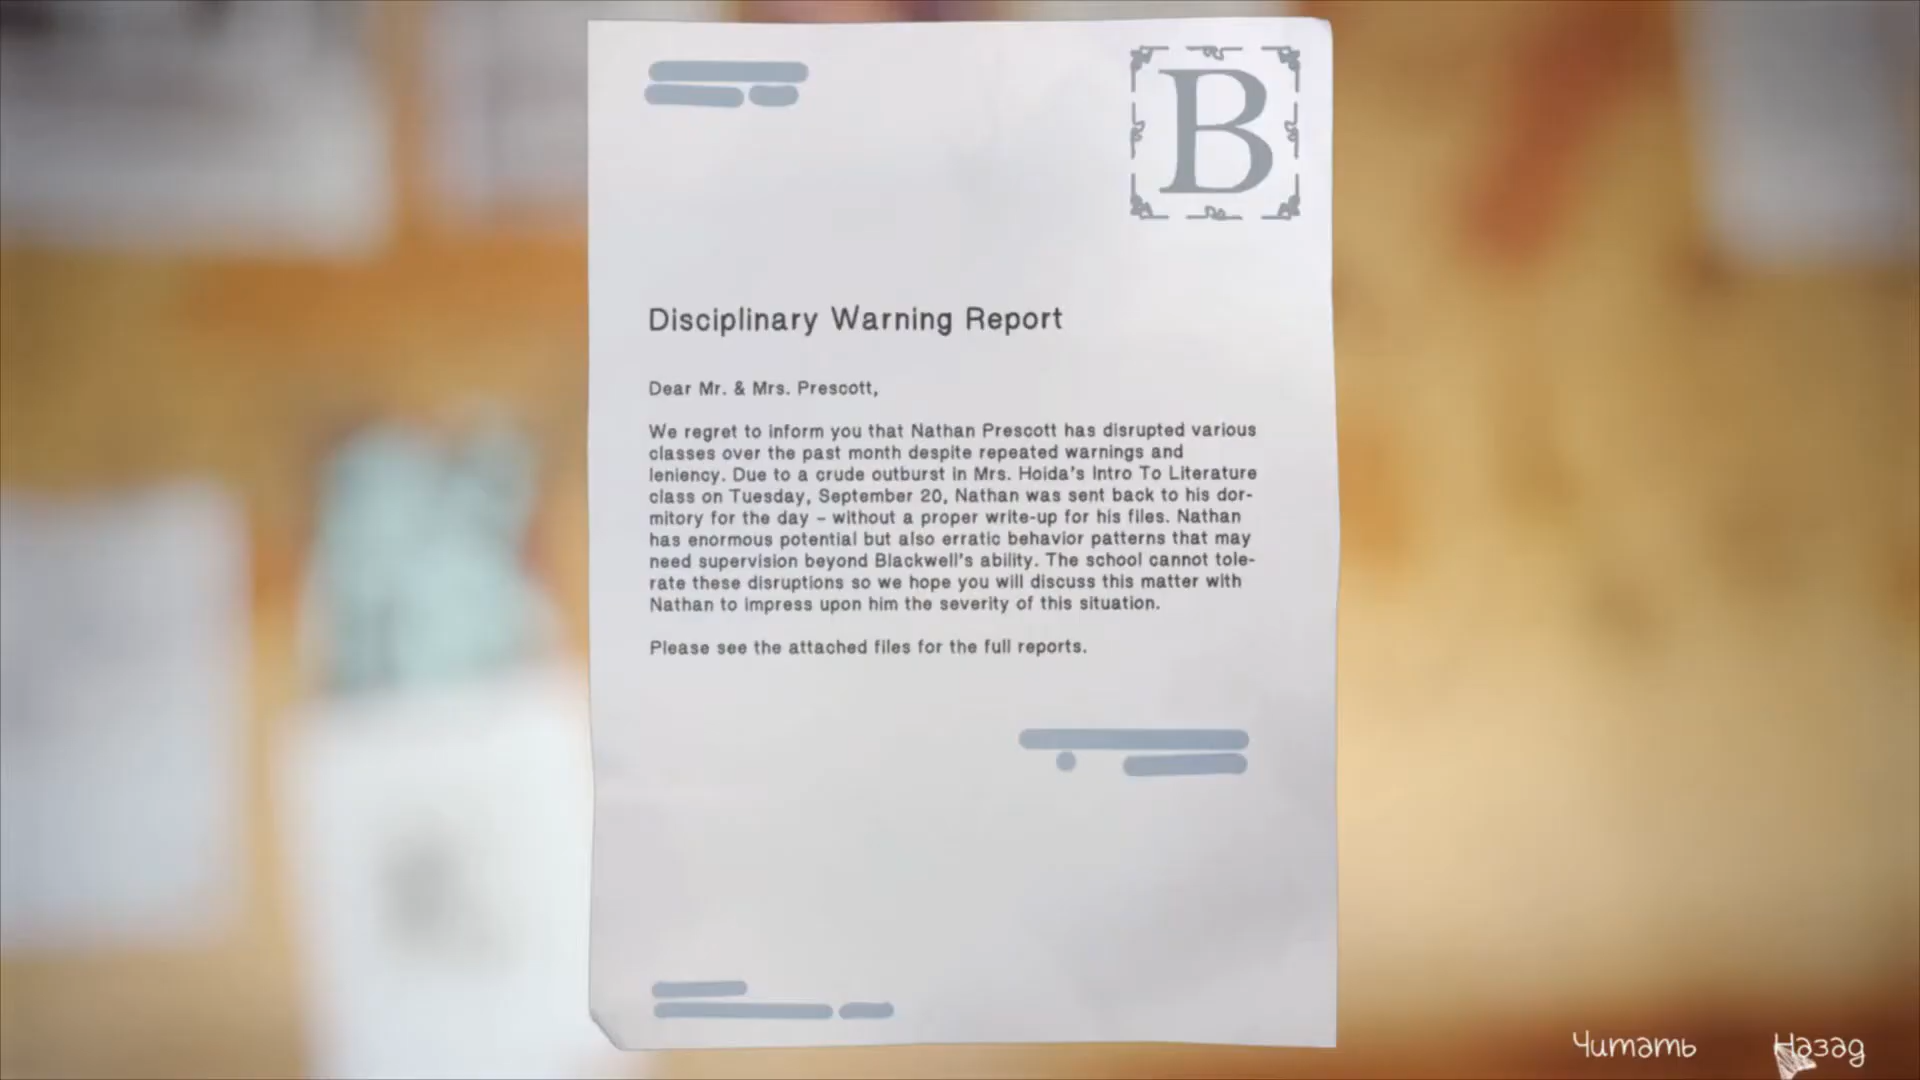 B
Disciplinary Warning Report
Dear Mr. & Mrs. Prescott,
We regret to inform you that Nathan Prescott has disrupted various
classes over the past month despite repeated warnings and
leniency. Due to a crude outburst in Mrs. Hoida's Intro To Literature
class on Tuesday, September 20, Nathan was sent back to his dor-
mitory for the day – without a proper write-up for his files. Nathan
has enormous potential but also erratic behavior patterns that may
need supervision beyond Blackwell's ability. The school cannot tole-
rate these disruptions so we hope you will discuss this matter with
Nathan to impress upon him the severity of this situation.
Please see the attached files for the full reports.
Читать Назад